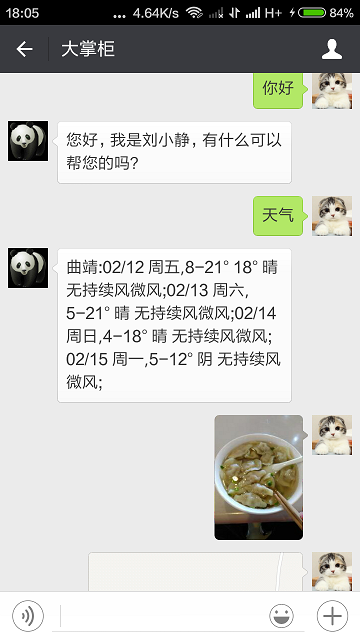 18:05 ... 4.64K/s H+ 84%
大掌柜
你好
您好，我是刘小静，有什么可以
帮您的吗?
天气
曲靖:02/12 周五,8-21° 18° 晴
无持续风微风;02/13 周六,
5-21° 晴 无持续风微风;02/14
周日,4-18° 晴 无持续风微风;
02/15 周一,5-12° 阴 无持续风
微风;